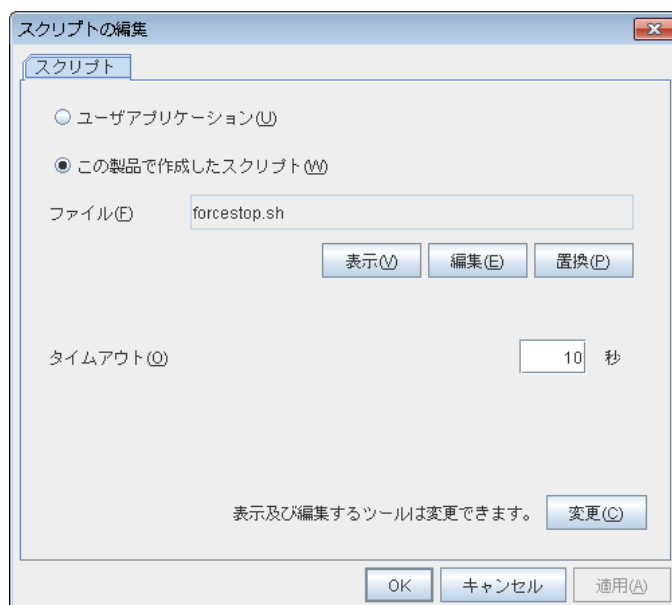 スクリプトの編集
スクリプト
ユーザアプリケーション(U)
この製品で作成したスクリプト(W)
ファイル(F) forcestop.sh
表示(V) 編集(E) 置換(P)
タイムアウト(O) 10 秒
表示及び編集するツールは変更できます。 変更(C)
OK キャンセル 適用(A)